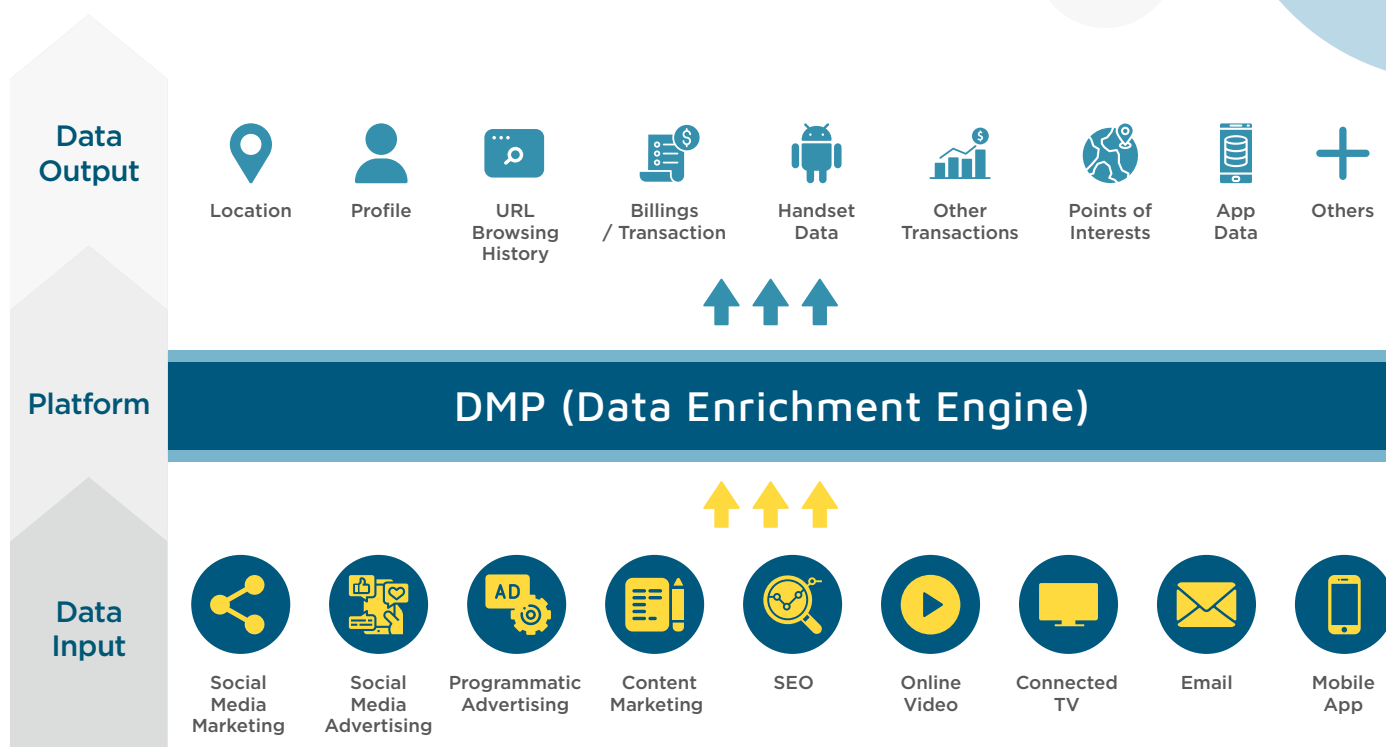 Data
Output
Location
Profile
URL
Browsing
History
Billings
/ Transaction
Handset
Data
Other
Transactions
Points of
Interests
App
Data
Others
Platform
DMP (Data Enrichment Engine)
Data
Input
AD
Social
Media
Marketing
Social
Media
Advertising
Programmatic
Advertising
Content
Marketing
SEO
Online
Video
Connected
TV
Email
Mobile
App